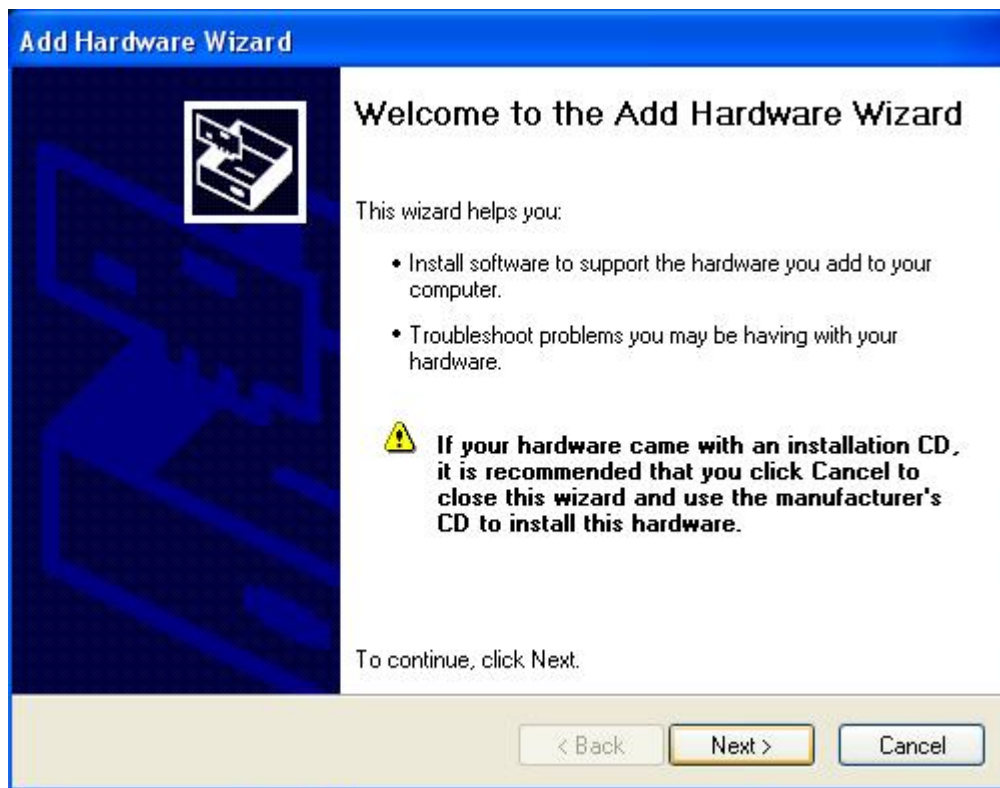 Add Hardware Wizard
Welcome to the Add Hardware Wizard
This wizard helps you:
• Install software to support the hardware you add to your
computer.
• Troubleshoot problems you may be having with your
hardware.
If your hardware came with an installation CD,
it is recommended that you click Cancel to
close this wizard and use the manufacturer's
CD to install this hardware.
To continue, click Next.
< Back Next > Cancel